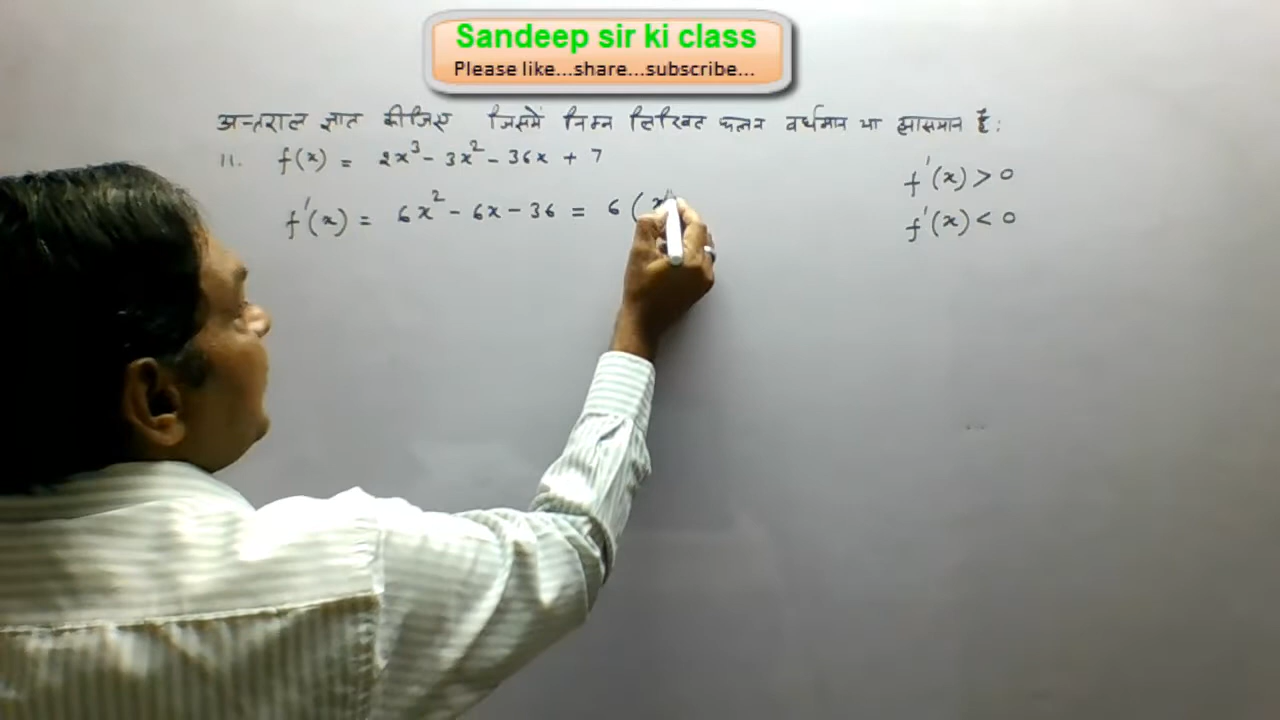 Sandeep sir ki class
Please like...share...subscribe...
अन्तराल ज्ञात कीजिए जिसमें निम्न लिखित फलन वर्धमान या ह्रासमान है:
11. f(x) = 2x³ - 3x² - 36x + 7
f'(x) = 6x² - 6x - 36 = 6(x
f'(x) > 0
f'(x) < 0